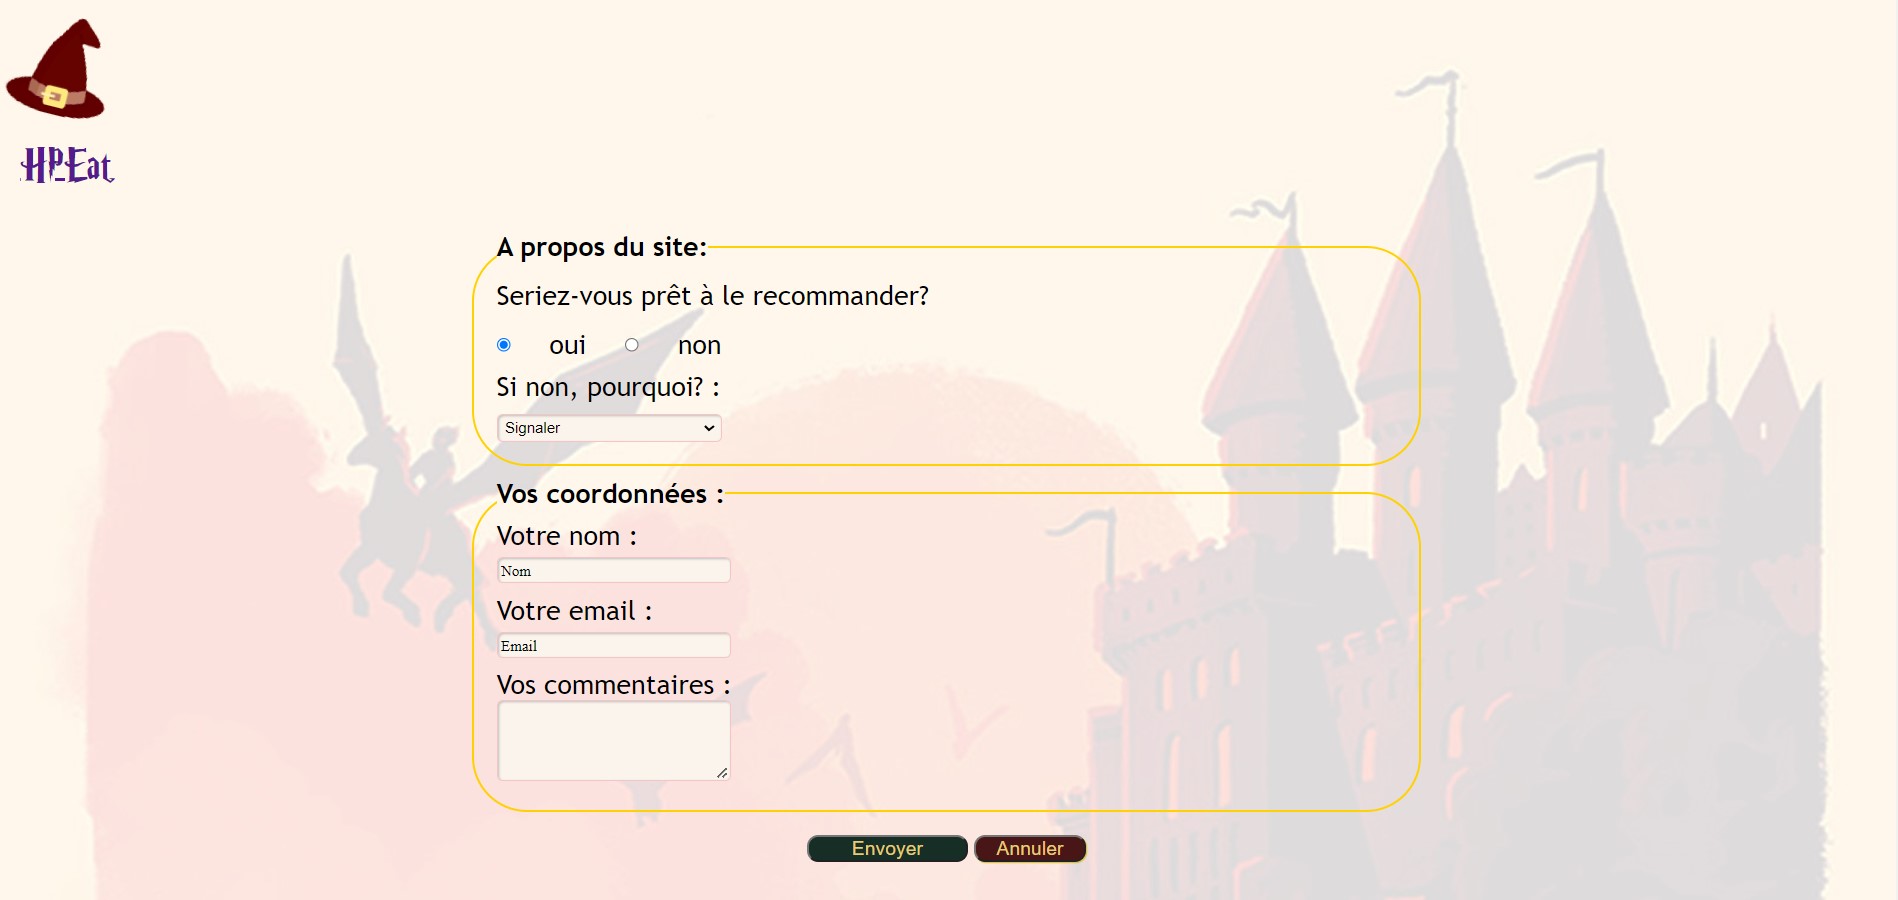 HP_Eat
A propos du site:
Seriez-vous prêt à le recommander?
oui non
Si non, pourquoi? :
Signaler
Vos coordonnées :
Votre nom :
Nom
Votre email :
Email
Vos commentaires :
Envoyer Annuler